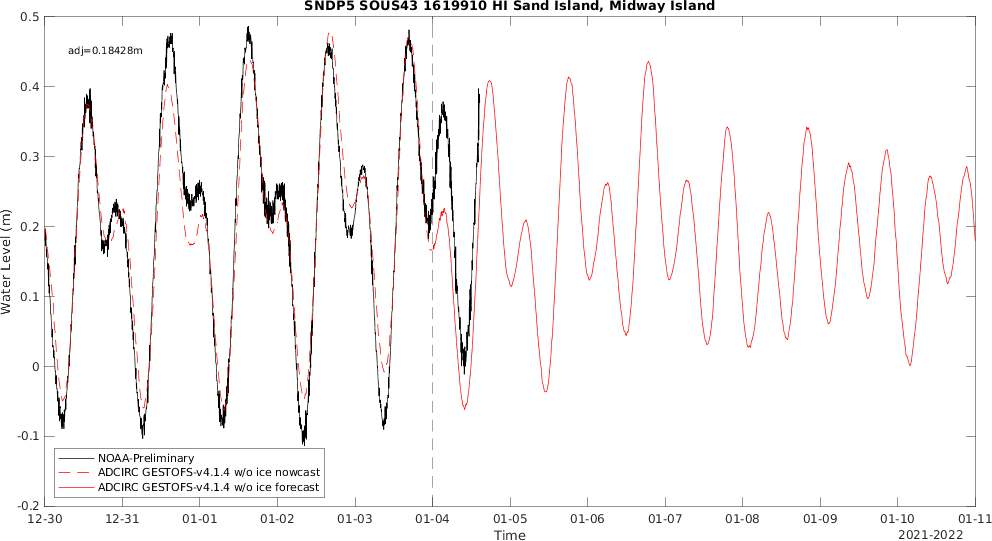 SNDP5 SOUS43 1619910 HI Sand Island, Midway Island
adj=0.18428m
Water Level (m)
0.5
0.4
0.3
0.2
0.1
0
-0.1
-0.2
NOAA-Preliminary
ADCIRC GESTOFS-v4.1.4 w/o ice nowcast
ADCIRC GESTOFS-v4.1.4 w/o ice forecast
12-30 12-31 01-01 01-02 01-03 01-04 01-05 01-06 01-07 01-08 01-09 01-10 01-11
Time
2021-2022